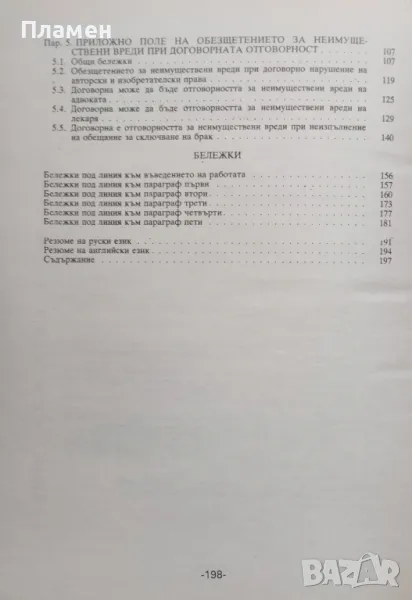 Пламен
Пар. 5. ПРИЛОЖНО ПОЛЕ НА ОБЕЗЩЕТЕНИЕТО ЗА НЕИМУЩЕ-
СТВЕНИ ВРЕДИ ПРИ ДОГОВОРНАТА ОТГОВОРНОСТ . . . . . 107
5.1. Общи бележки . . . . . 107
5.2. Обезщетението за неимуществени вреди при договорно нарушение на
авторски и изобретателски права . . . . . 119
5.3. Договорна може да бъде отговорността за неимуществени вреди на
адвоката . . . . . 125
5.4. Договорна може да бъде отговорността за неимуществени вреди на
лекаря . . . . . 129
5.5. Договорна е отговорността за неимуществени вреди при неизпълнение
на обещание за сключване на брак . . . . . 140
БЕЛЕЖКИ
Бележки под линия към въведението на работата . . . . . 156
Бележки под линия към параграф първи . . . . . 157
Бележки под линия към параграф втори . . . . . 160
Бележки под линия към параграф трети . . . . . 173
Бележки под линия към параграф четвърти . . . . . 177
Бележки под линия към параграф пети . . . . . 181
Резюме на руски език . . . . . 191
Резюме на английски език . . . . . 194
Съдържание . . . . . 197
-198-
BAZAR
.bg